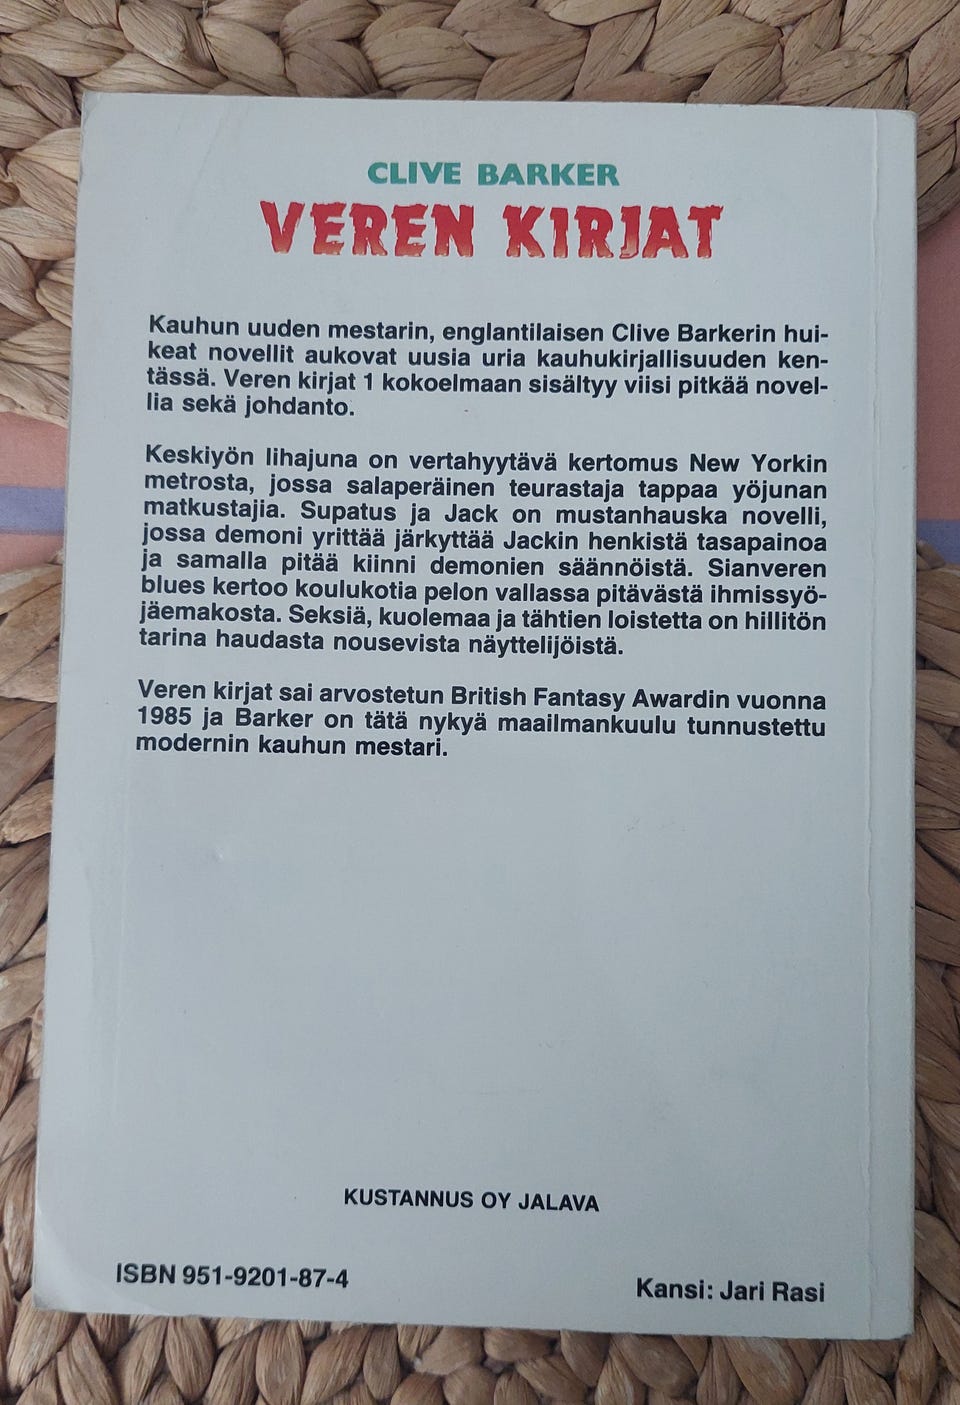 CLIVE BARKER
VEREN KIRJAT
Kauhun uuden mestarin, englantilaisen Clive Barkerin hui-
keat novellit aukovat uusia uria kauhukirjallisuuden ken-
tässä. Veren kirjat 1 kokoelmaan sisältyy viisi pitkää novel-
lia sekä johdanto.
Keskiyön lihajuna on vertahyytävä kertomus New Yorkin
metrosta, jossa salaperäinen teurastaja tappaa yöjunan
matkustajia. Supatus ja Jack on mustanhauska novelli,
jossa demoni yrittää järkyttää Jackin henkistä tasapainoa
ja samalla pitää kiinni demonien säännöistä. Sianveren
blues kertoo koulukotia pelon vallassa pitävästä ihmissyö-
jäemakosta. Seksiä, kuolemaa ja tähtien loistetta on hillitön
tarina haudasta nousevista näyttelijöistä.
Veren kirjat sai arvostetun British Fantasy Awardin vuonna
1985 ja Barker on tätä nykyä maailmankuulu tunnustettu
modernin kauhun mestari.
KUSTANNUS OY JALAVA
ISBN 951-9201-87-4
Kansi: Jari Rasi